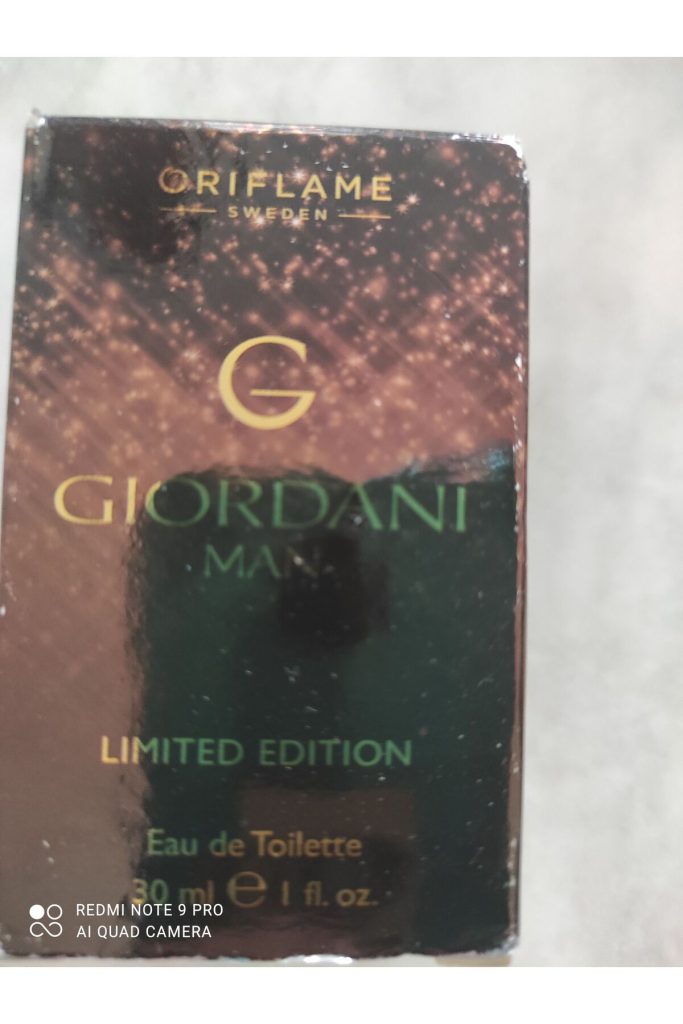 ORIFLAME
SWEDEN
G
GIORDANI
MAN
LIMITED EDITION
Eau de Toilette
30 ml ℮ 1 fl. oz.
REDMI NOTE 9 PRO
AI QUAD CAMERA